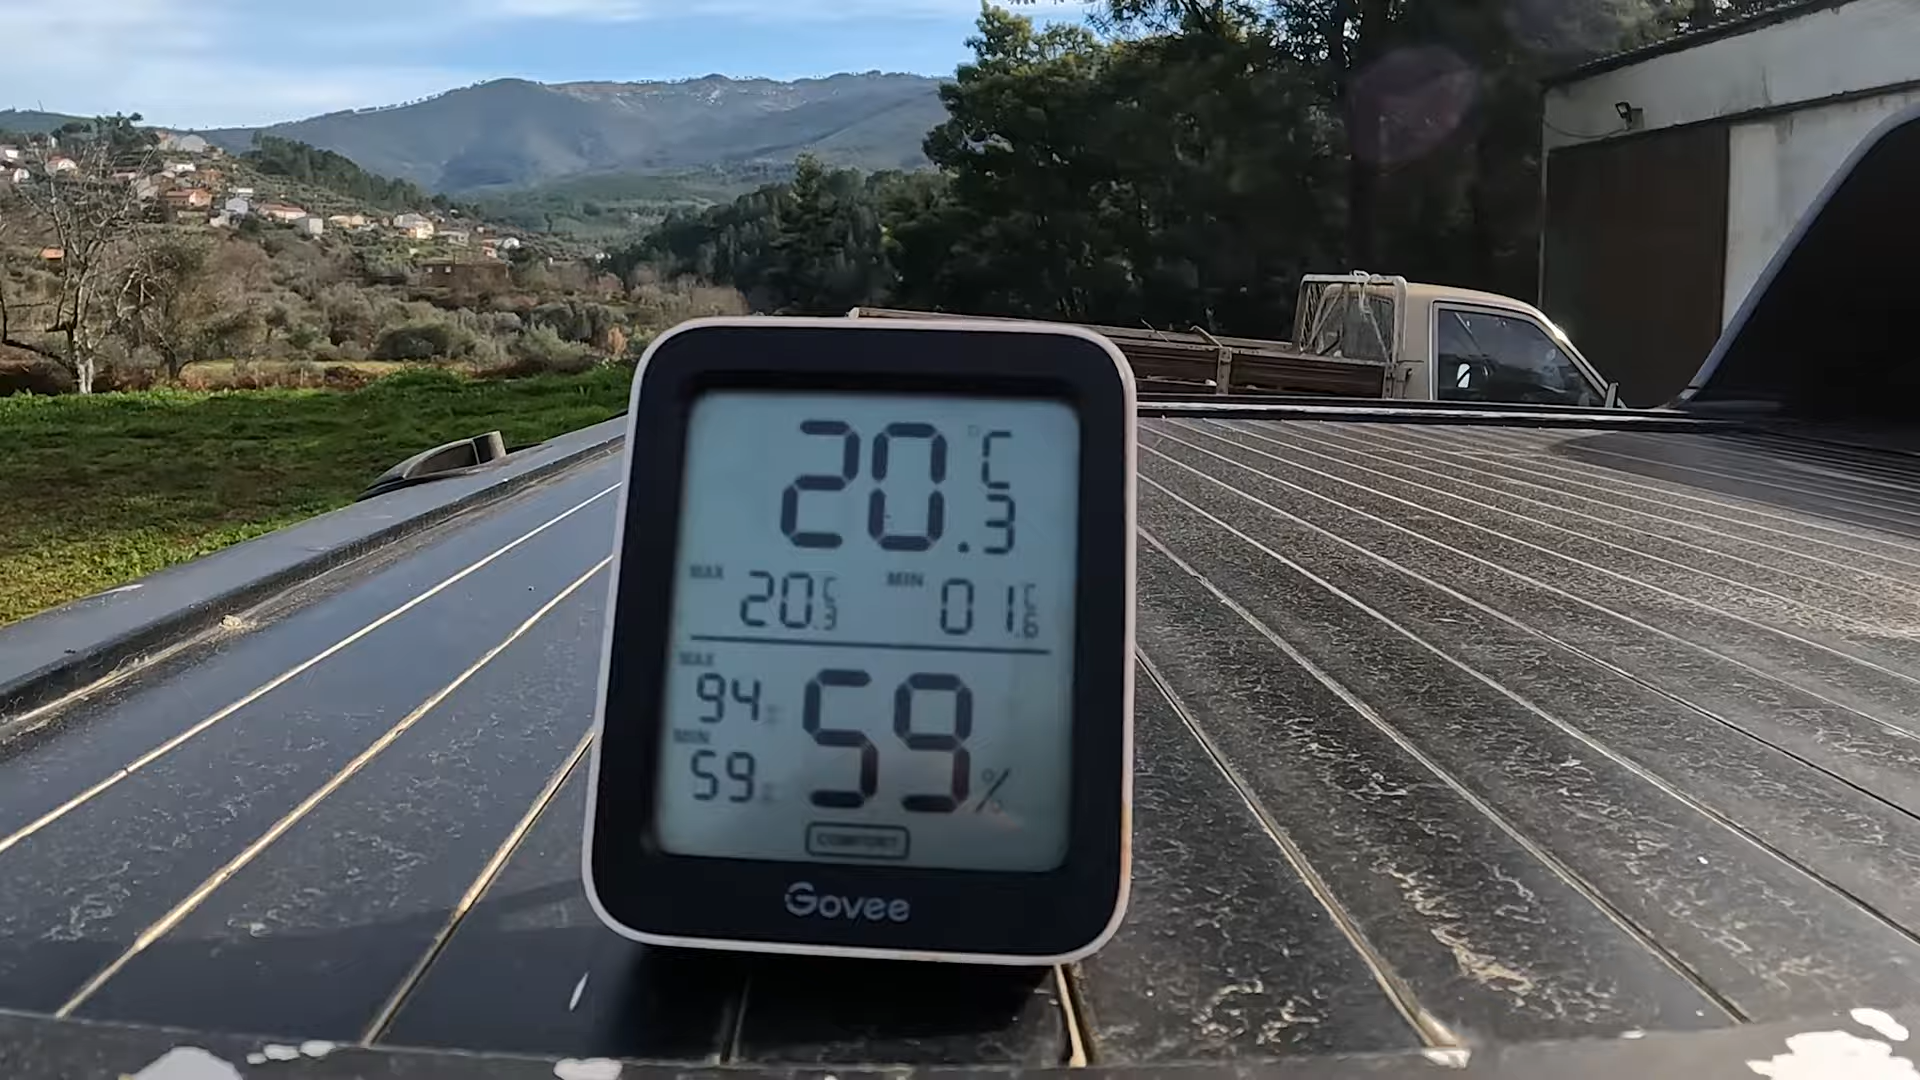 20.3 °C
MAX 20.3 °C MIN 01.6 °C
MAX 94% 59%
MIN 59%
COMFORT
Govee